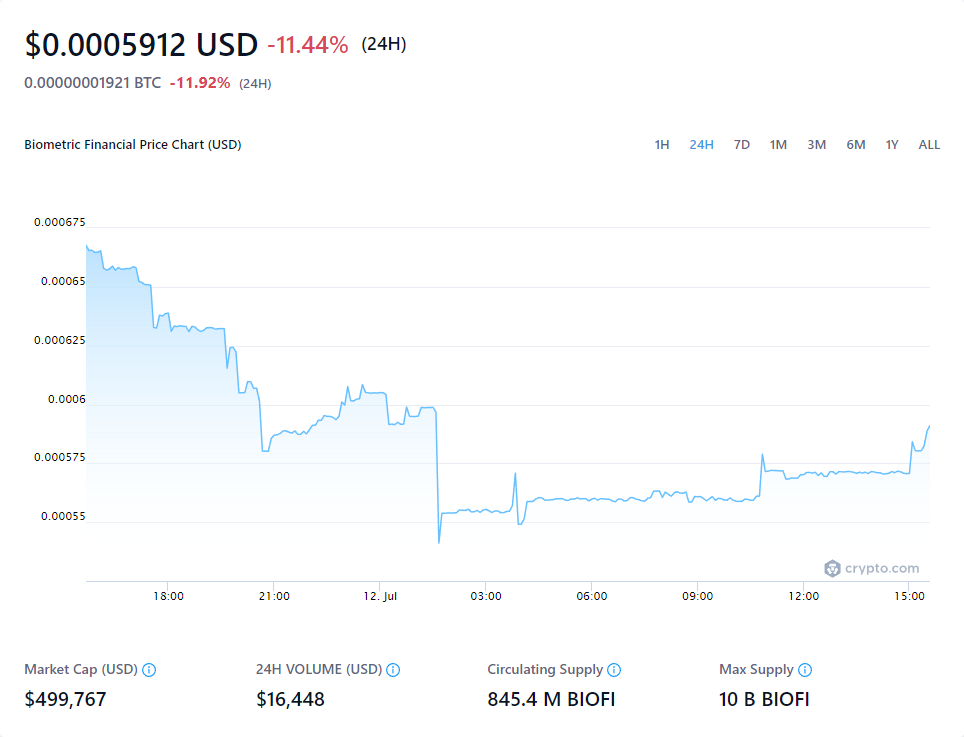 $0.0005912 USD -11.44% (24H)
0.00000001921 BTC -11.92% (24H)
Biometric Financial Price Chart (USD) 1H 24H 7D 1M 3M 6M 1Y ALL
0.000675
0.00065
0.000625
0.0006
0.000575
0.00055
crypto.com
18:00 21:00 12. Jul 03:00 06:00 09:00 12:00 15:00
Market Cap (USD) 24H VOLUME (USD) Circulating Supply Max Supply
$499,767 $16,448 845.4 M BIOFI 10 B BIOFI